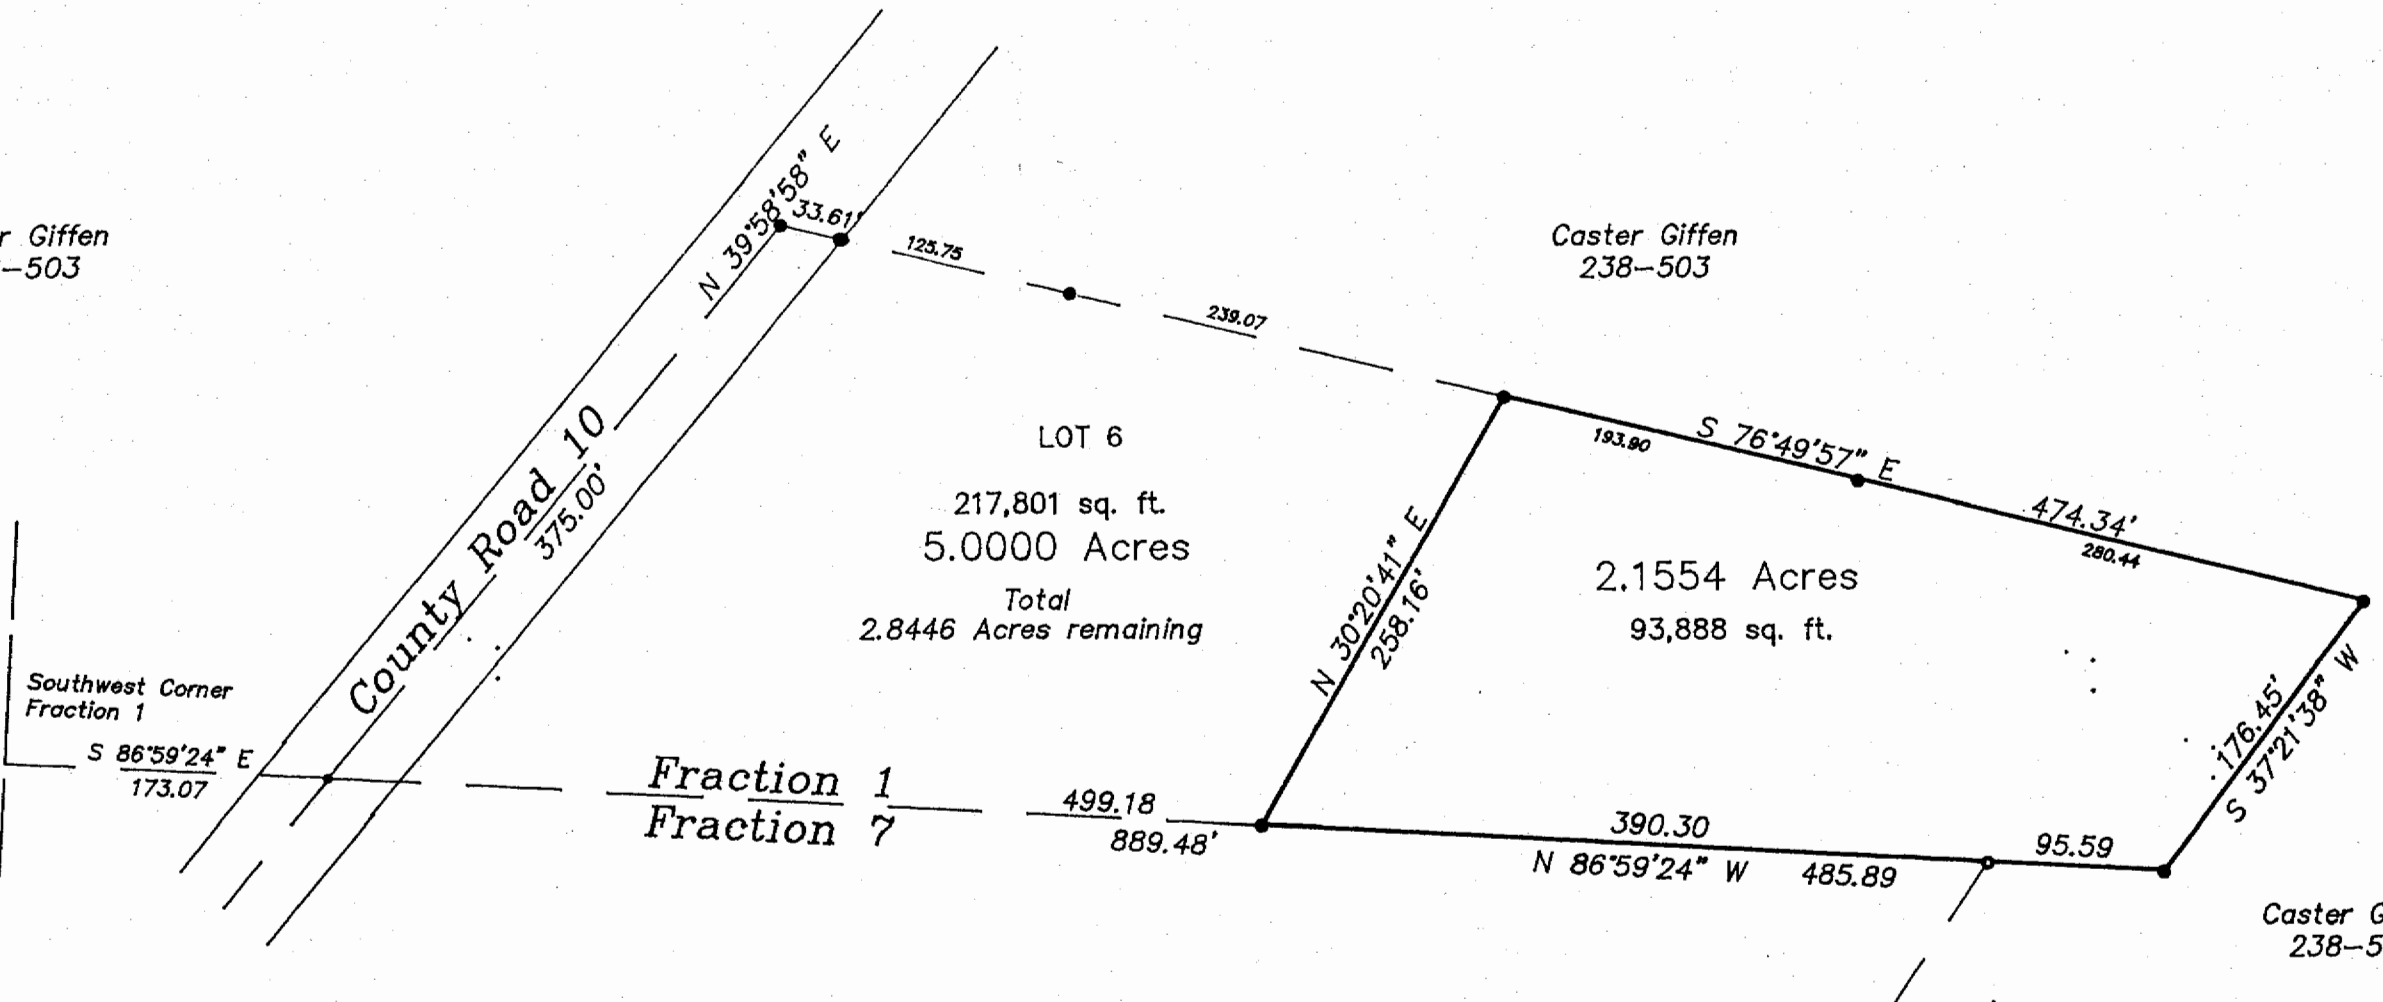 N 39°58'58" E
33.61'
r Giffen
-503
125.75
Caster Giffen
238-503
239.07
LOT 6
217,801 sq. ft.
5.0000 Acres
Total
2.8446 Acres remaining
County Road 10
375.00'
S 76°49'57" E
193.90
474.34'
280.44
N 30°20'41" E
258.16'
2.1554 Acres
93,888 sq. ft.
176.45'
S 37°21'38" W
Southwest Corner
Fraction 1
S 86°59'24" E
173.07
Fraction 1
Fraction 7
499.18
889.48'
390.30
N 86°59'24" W
485.89
95.59
Caster G
238-5